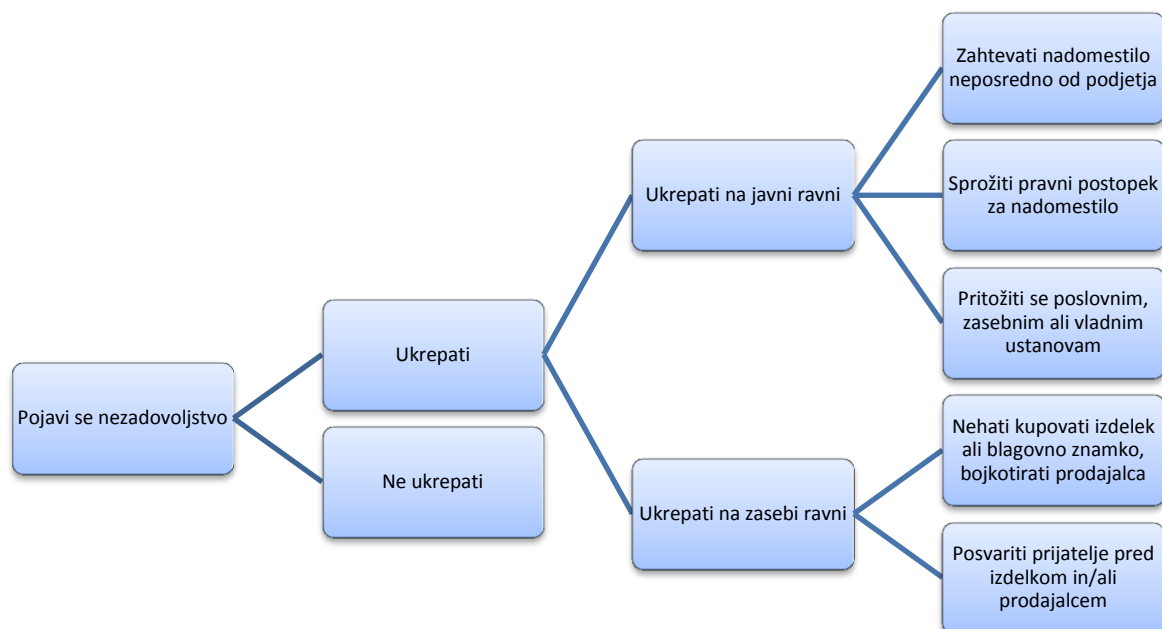 Pojavi se nezadovoljstvo
Ukrepati
Ne ukrepati
Ukrepati na javni ravni
Ukrepati na zasebi ravni
Zahtevati nadomestilo
neposredno od podjetja
Sprožiti pravni postopek
za nadomestilo
Pritožiti se poslovnim,
zasebnim ali vladnim
ustanovam
Nehati kupovati izdelek
ali blagovno znamko,
bojkotirati prodajalca
Posvariti prijatelje pred
izdelkom in/ali
prodajalcem